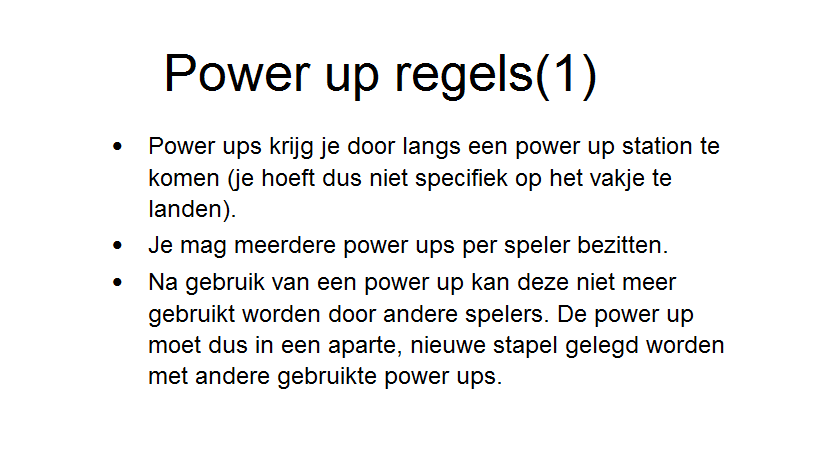 Power up regels(1)
• Power ups krijg je door langs een power up station te
komen (je hoeft dus niet specifiek op het vakje te
landen).
• Je mag meerdere power ups per speler bezitten.
• Na gebruik van een power up kan deze niet meer
gebruikt worden door andere spelers. De power up
moet dus in een aparte, nieuwe stapel gelegd worden
met andere gebruikte power ups.